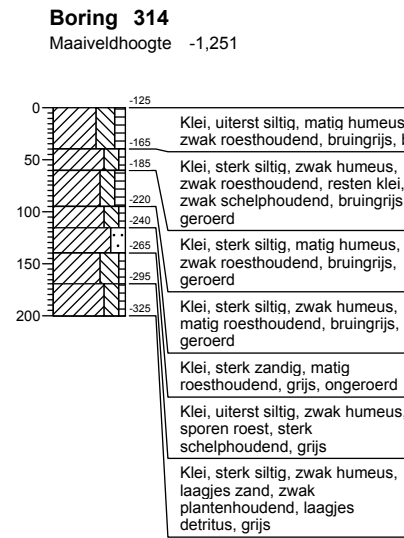 Boring 314
Maaiveldhoogte -1,251
0
50
100
150
200
-125
-165
-185
-220
-240
-265
-295
-325
Klei, uiterst siltig, matig humeus
zwak roesthoudend, bruingrijs,
Klei, sterk siltig, zwak humeus,
zwak roesthoudend, resten klei,
zwak schelphoudend, bruingrijs
geroerd
Klei, sterk siltig, matig humeus,
zwak roesthoudend, bruingrijs,
geroerd
Klei, sterk siltig, zwak humeus,
matig roesthoudend, bruingrijs,
geroerd
Klei, sterk zandig, matig
roesthoudend, grijs, ongeroerd
Klei, uiterst siltig, zwak humeus,
sporen roest, sterk
schelphoudend, grijs
Klei, sterk siltig, zwak humeus,
laagjes zand, zwak
plantenhoudend, laagjes
detritus, grijs